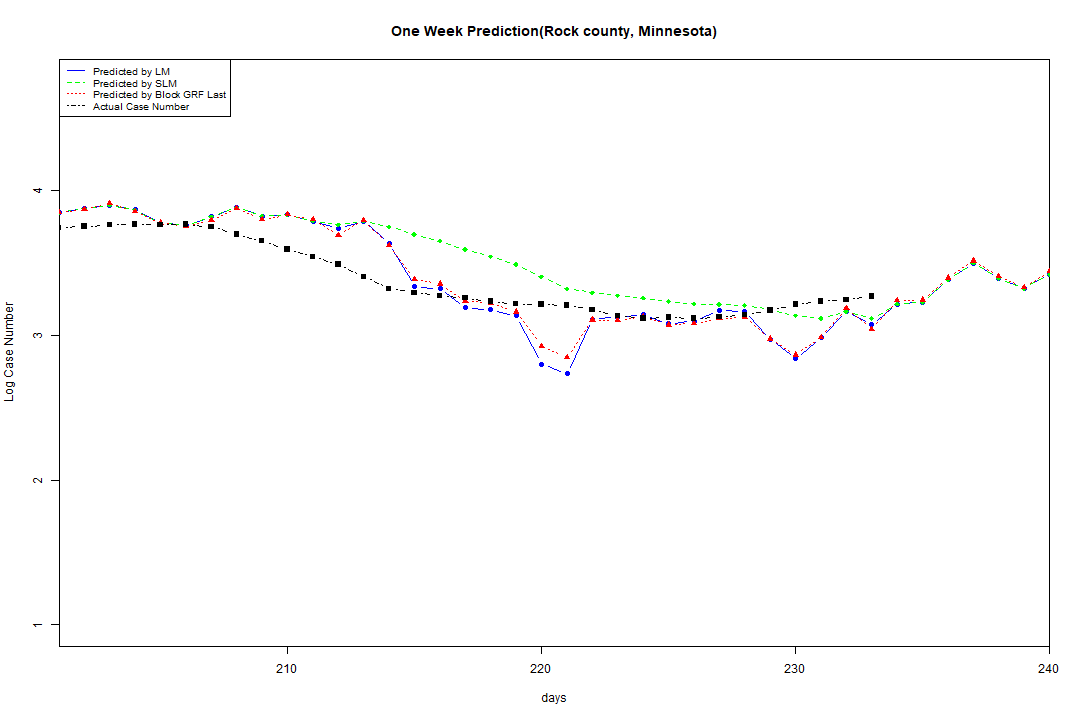 One Week Prediction(Rock county, Minnesota)
Predicted by LM
Predicted by SLM
Predicted by Block GRF Last
Actual Case Number
Log Case Number
4
3
2
1
210 220 230 240
days